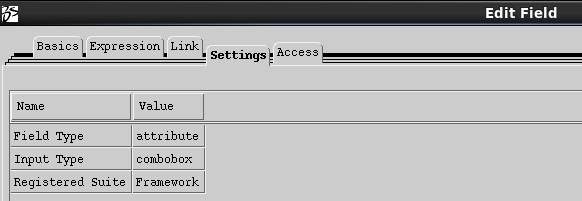 Edit Field
Basics Expression Link Settings Access
Name Value
Field Type attribute
Input Type combobox
Registered Suite Framework